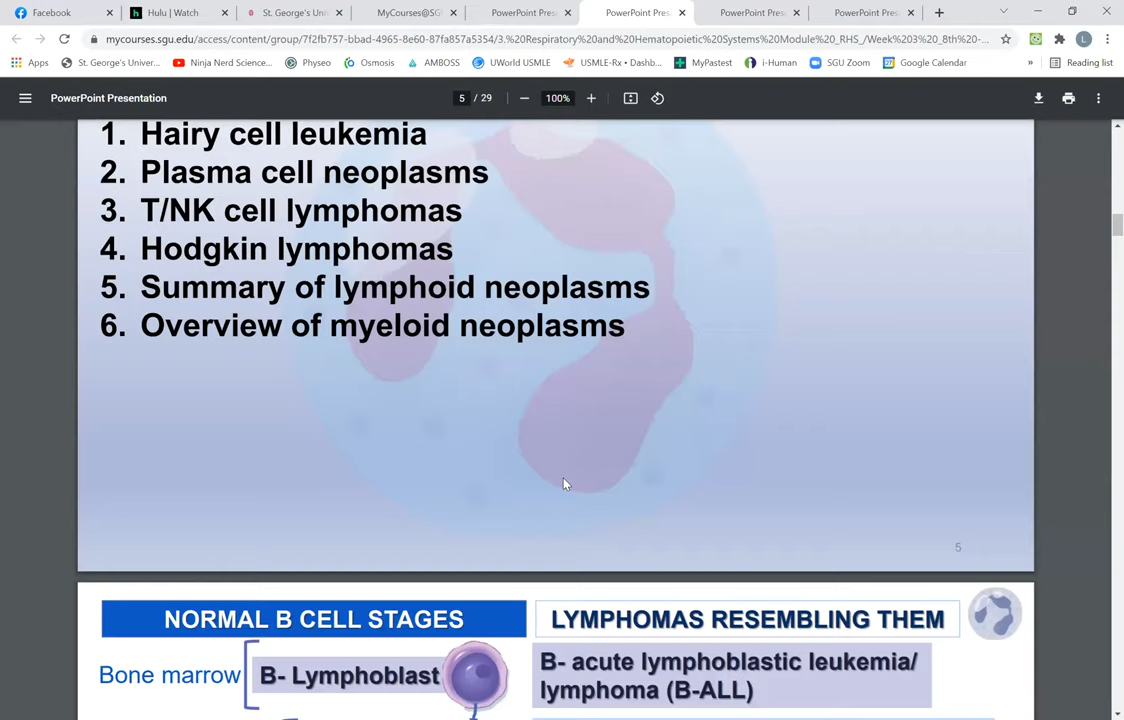 Facebook
Hulu | Watch
St. George's Uni
MyCourses@SG
PowerPoint Pres
PowerPoint Pres
PowerPoint Pres
PowerPoint Pres
mycourses.sgu.edu/access/content/group/7f2fb757-bbad-4965-8e60-87fa857a5354/3.%20Respiratory%20and%20Hematopoietic%20Systems%20Module%20_RHS_/Week%203%20_8th%20-...
Apps
St. George's Univer...
Ninja Nerd Science...
Physeo
Osmosis
AMBOSS
UWorld USMLE
USMLE-Rx • Dashb...
MyPastest
i-Human
SGU Zoom
Google Calendar
»
Reading list
PowerPoint Presentation
5 / 29
100%
1. Hairy cell leukemia
2. Plasma cell neoplasms
3. T/NK cell lymphomas
4. Hodgkin lymphomas
5. Summary of lymphoid neoplasms
6. Overview of myeloid neoplasms
5
NORMAL B CELL STAGES
LYMPHOMAS RESEMBLING THEM
Bone marrow
B- Lymphoblast
B- acute lymphoblastic leukemia/
lymphoma (B-ALL)